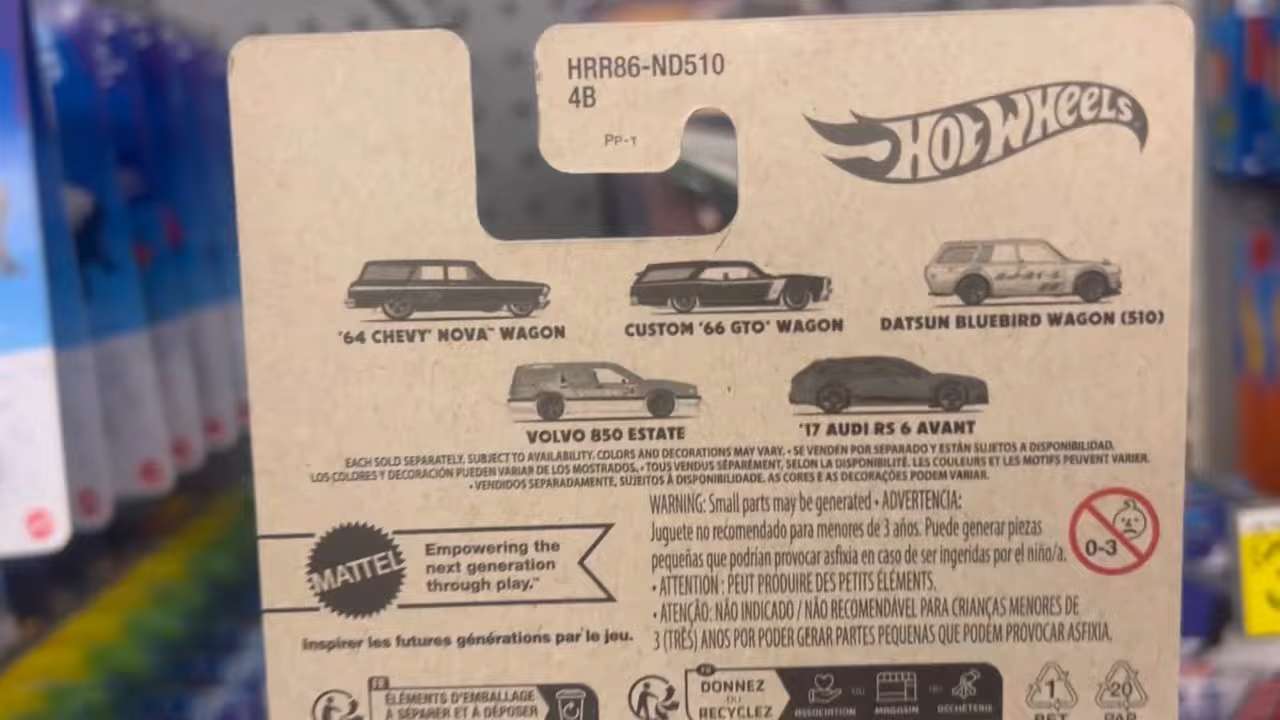 HRR86-ND510
4B
PP-Y
HOT WHEELS
'64 CHEVY® NOVA™ WAGON
CUSTOM '66 GTO® WAGON
DATSUN BLUEBIRD WAGON (510)
VOLVO 850 ESTATE
'17 AUDI RS 6 AVANT
EACH SOLD SEPARATELY, SUBJECT TO AVAILABILITY. COLORS AND DECORATIONS MAY VARY. • SE VENDEN POR SEPARADO Y ESTÁN SUJETOS A DISPONIBILIDAD.
LOS COLORES Y DECORACIÓN PUEDEN VARIAR DE LOS MOSTRADOS. • TOUS VENDUS SÉPARÉMENT, SELON LA DISPONIBILITÉ. LES COULEURS ET LES MOTIFS PEUVENT VARIER.
• VENDIDOS SEPARADAMENTE, SUJEITOS À DISPONIBILIDADE. AS CORES E AS DECORAÇÕES PODEM VARIAR.
WARNING: Small parts may be generated • ADVERTENCIA:
Juguete no recomendado para menores de 3 años. Puede generar piezas
pequeñas que podrían provocar asfixia en caso de ser ingeridas por el niño/a.
• ATTENTION : PEUT PRODUIRE DES PETITS ÉLÉMENTS.
• ATENÇÃO: NÃO INDICADO / NÃO RECOMENDÁVEL PARA CRIANÇAS MENORES DE
3 (TRÊS) ANOS POR PODER GERAR PARTES PEQUENAS QUE PODEM PROVOCAR ASFIXIA.
0-3
MATTEL
Empowering the
next generation
through play.™
Inspirer les futures générations par le jeu.
FR
ÉLÉMENTS D'EMBALLAGE
À SÉPARER ET À DÉPOSER
FR
DONNEZ
OU
RECYCLEZ
ASSOCIATION
OU
MAGASIN
OU
DÉCHÈTERIE
1
PET
20
PAP